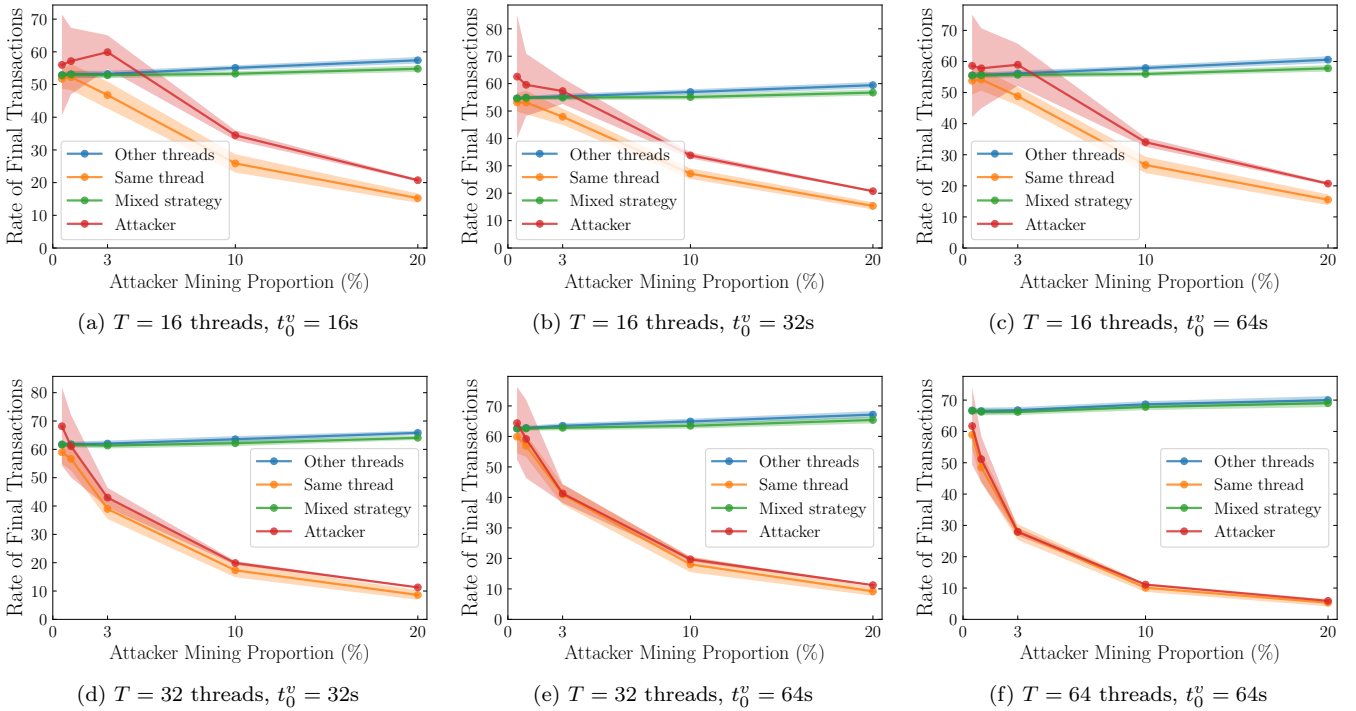 70
60
50
40
30
20
10
0
Rate of Final Transactions
Other threads
Same thread
Mixed strategy
Attacker
0
3
10
20
Attacker Mining Proportion (%)
(a) T = 16 threads, t_0^v = 16s
80
70
60
50
40
30
20
10
0
Rate of Final Transactions
Other threads
Same thread
Mixed strategy
Attacker
0
3
10
20
Attacker Mining Proportion (%)
(b) T = 16 threads, t_0^v = 32s
70
60
50
40
30
20
10
0
Rate of Final Transactions
Other threads
Same thread
Mixed strategy
Attacker
0
3
10
20
Attacker Mining Proportion (%)
(c) T = 16 threads, t_0^v = 64s
80
70
60
50
40
30
20
10
0
Rate of Final Transactions
Other threads
Same thread
Mixed strategy
Attacker
0
3
10
20
Attacker Mining Proportion (%)
(d) T = 32 threads, t_0^v = 32s
70
60
50
40
30
20
10
0
Rate of Final Transactions
Other threads
Same thread
Mixed strategy
Attacker
0
3
10
20
Attacker Mining Proportion (%)
(e) T = 32 threads, t_0^v = 64s
70
60
50
40
30
20
10
0
Rate of Final Transactions
Other threads
Same thread
Mixed strategy
Attacker
0
3
10
20
Attacker Mining Proportion (%)
(f) T = 64 threads, t_0^v = 64s